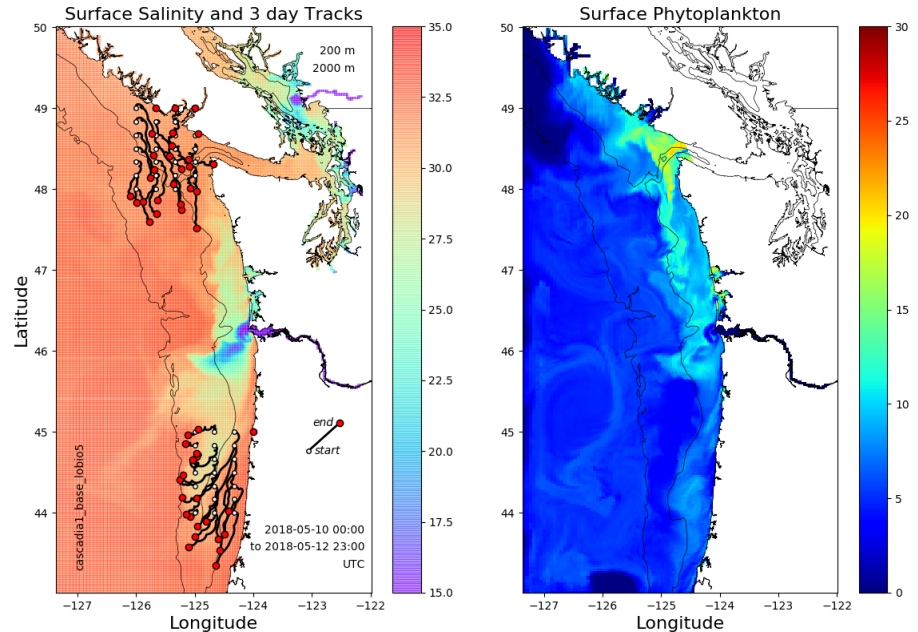 Surface Salinity and 3 day Tracks
50
49
48
47
46
45
44
Latitude
200 m
2000 m
end
start
cascadia1_base_lobio5
2018-05-10 00:00
to 2018-05-12 23:00
UTC
−127 −126 −125 −124 −123 −122
Longitude
35.0
32.5
30.0
27.5
25.0
22.5
20.0
17.5
15.0
Surface Phytoplankton
50
49
48
47
46
45
44
−127 −126 −125 −124 −123 −122
Longitude
30
25
20
15
10
5
0